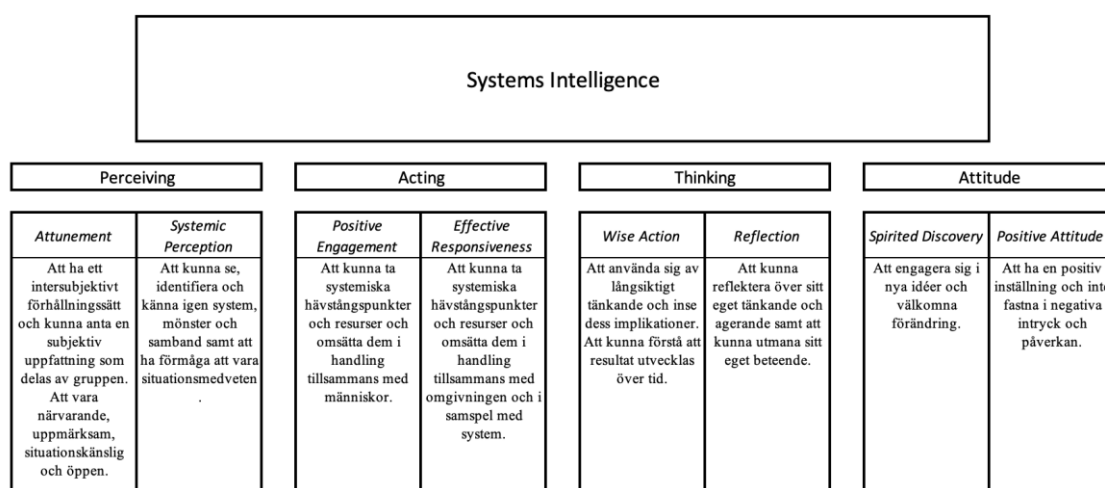 Systems Intelligence
Perceiving
Acting
Thinking
Attitude
Attunement
Systemic
Perception
Positive
Engagement
Effective
Responsiveness
Wise Action
Reflection
Spirited Discovery
Positive Attitude
Att ha ett
intersubjektivt
förhållningssätt
och kunna anta en
subjektiv
uppfattning som
delas av gruppen.
Att vara
närvarande,
uppmärksam,
situationskänslig
och öppen.
Att kunna se,
identifiera och
känna igen system,
mönster och
samband samt att
ha förmåga att vara
situationsmedveten
.
Att kunna ta
systemiska
hävstångspunkter
och resurser och
omsätta dem i
handling
tillsammans med
människor.
Att kunna ta
systemiska
hävstångspunkter
och resurser och
omsätta dem i
handling
tillsammans med
omgivningen och i
samspel med
system.
Att använda sig av
långsiktigt
tänkande och inse
dess implikationer.
Att kunna förstå att
resultat utvecklas
över tid.
Att kunna
reflektera över sitt
eget tänkande och
agerande samt att
kunna utmana sitt
eget beteende.
Att engagera sig i
nya idéer och
välkomna
förändring.
Att ha en positiv
inställning och inte
fastna i negativa
intryck och
påverkan.